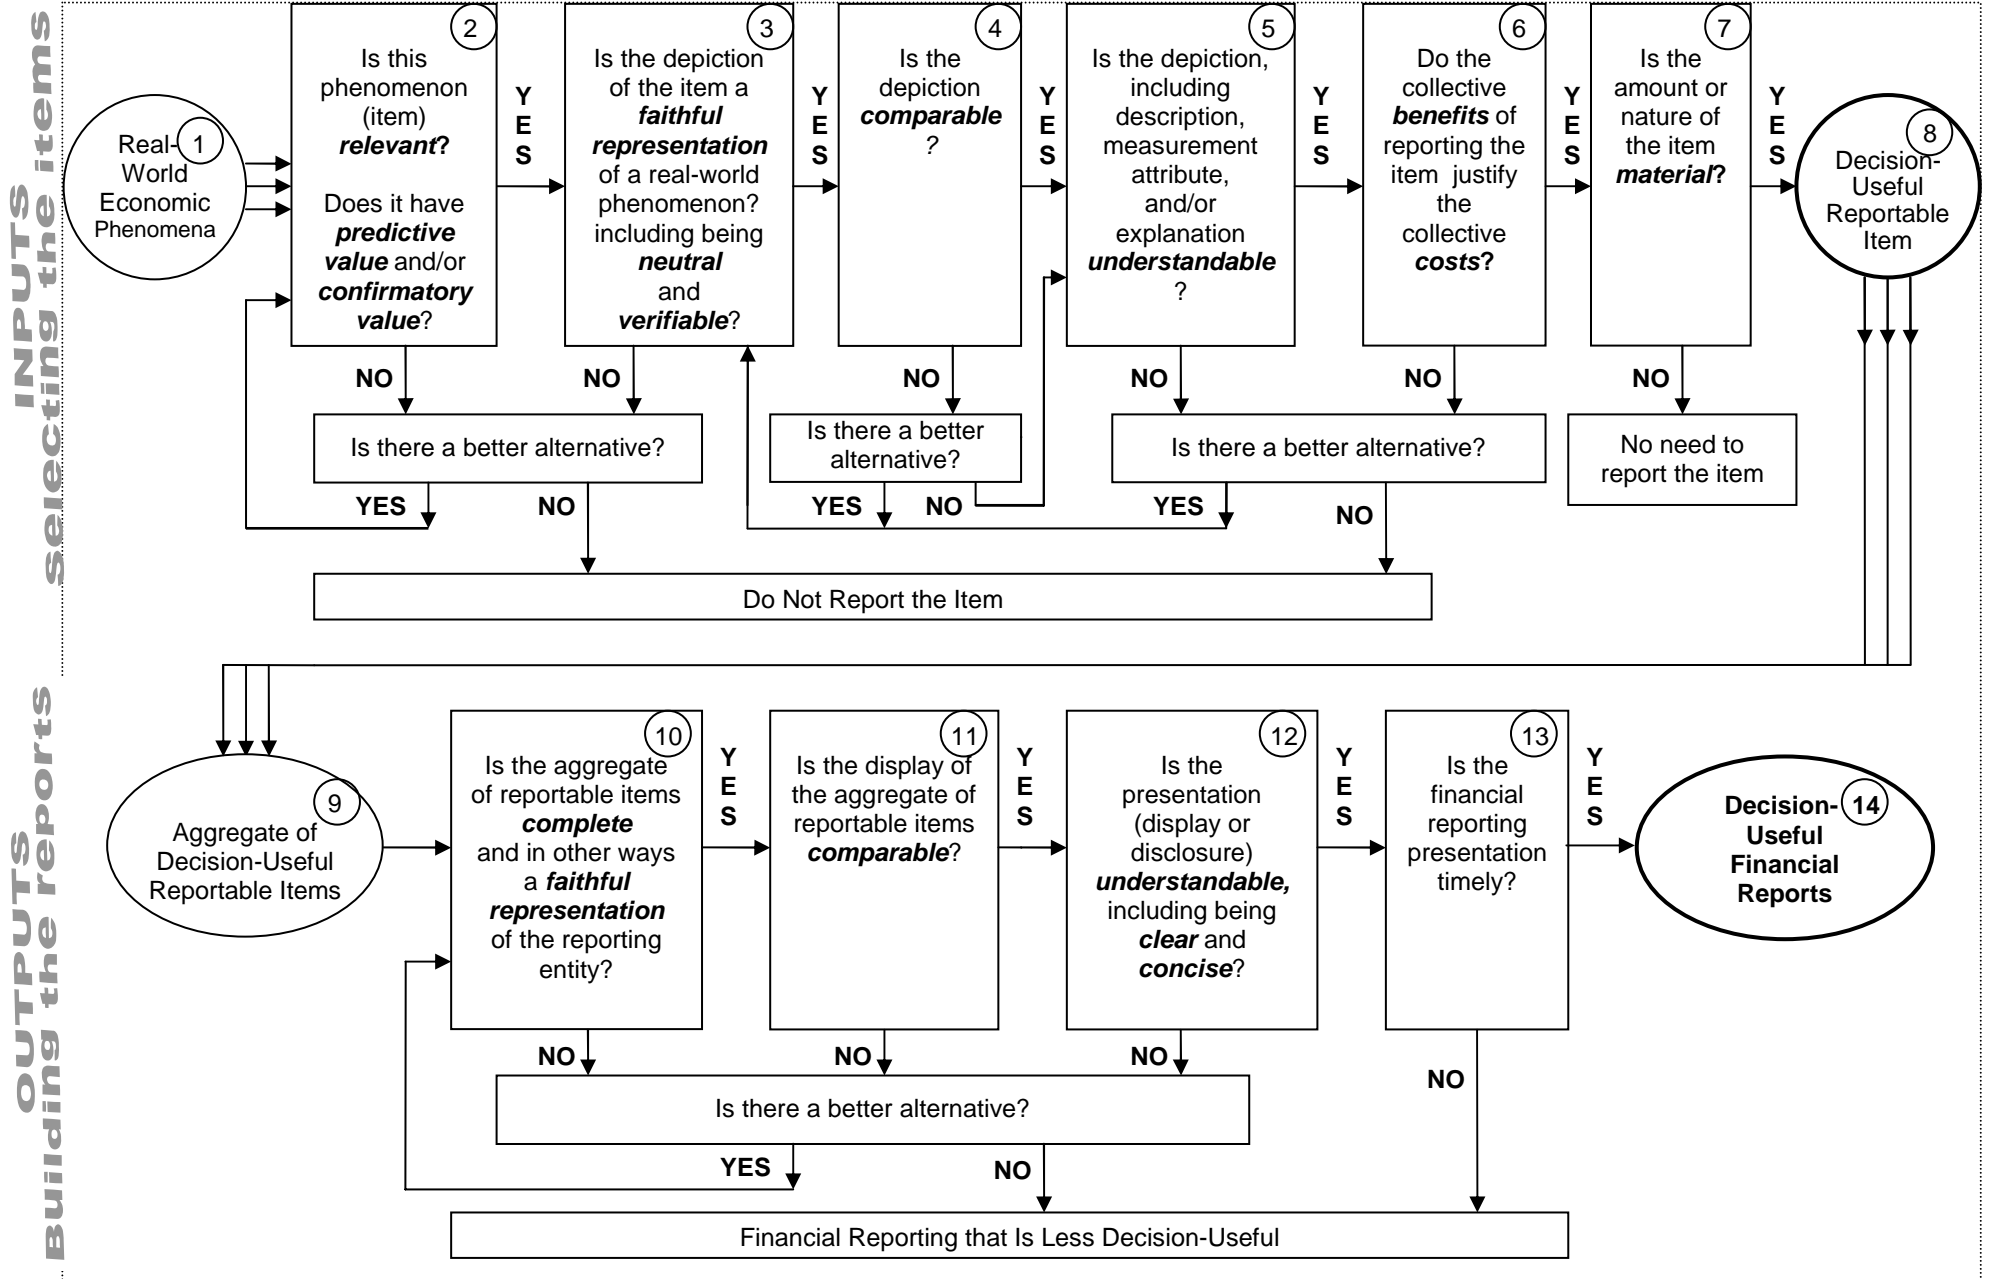 INPUTS
Selecting the items
1
Real-
World
Economic
Phenomena
2
Is this
phenomenon
(item)
relevant?
Does it have
predictive
value and/or
confirmatory
value?
YES
3
Is the depiction
of the item a
faithful
representation
of a real-world
phenomenon?
including being
neutral
and
verifiable?
YES
4
Is the
depiction
comparable
?
YES
5
Is the depiction,
including
description,
measurement
attribute,
and/or
explanation
understandable
?
YES
6
Do the
collective
benefits of
reporting the
item justify
the
collective
costs?
YES
7
Is the
amount or
nature of
the item
material?
YES
8
Decision-
Useful
Reportable
Item
NO
NO
NO
NO
NO
NO
Is there a better alternative?
Is there a better
alternative?
Is there a better alternative?
No need to
report the item
YES
NO
YES
NO
YES
NO
Do Not Report the Item
OUTPUTS
Building the reports
9
Aggregate of
Decision-Useful
Reportable Items
10
Is the aggregate
of reportable items
complete
and in other ways
a faithful
representation
of the reporting
entity?
YES
11
Is the display of
the aggregate of
reportable items
comparable?
YES
12
Is the
presentation
(display or
disclosure)
understandable,
including being
clear and
concise?
YES
13
Is the
financial
reporting
presentation
timely?
YES
14
Decision-
Useful
Financial
Reports
NO
NO
NO
NO
Is there a better alternative?
YES
NO
Financial Reporting that Is Less Decision-Useful